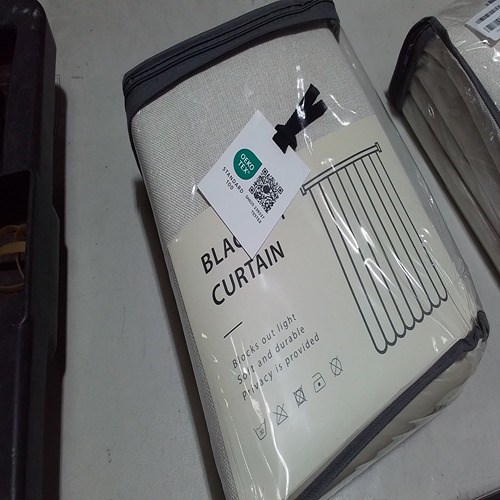 OEKO
TEX®
STANDARD
100
BLAC
CURTAIN
Blocks out light
Soft and durable
Privacy is provided